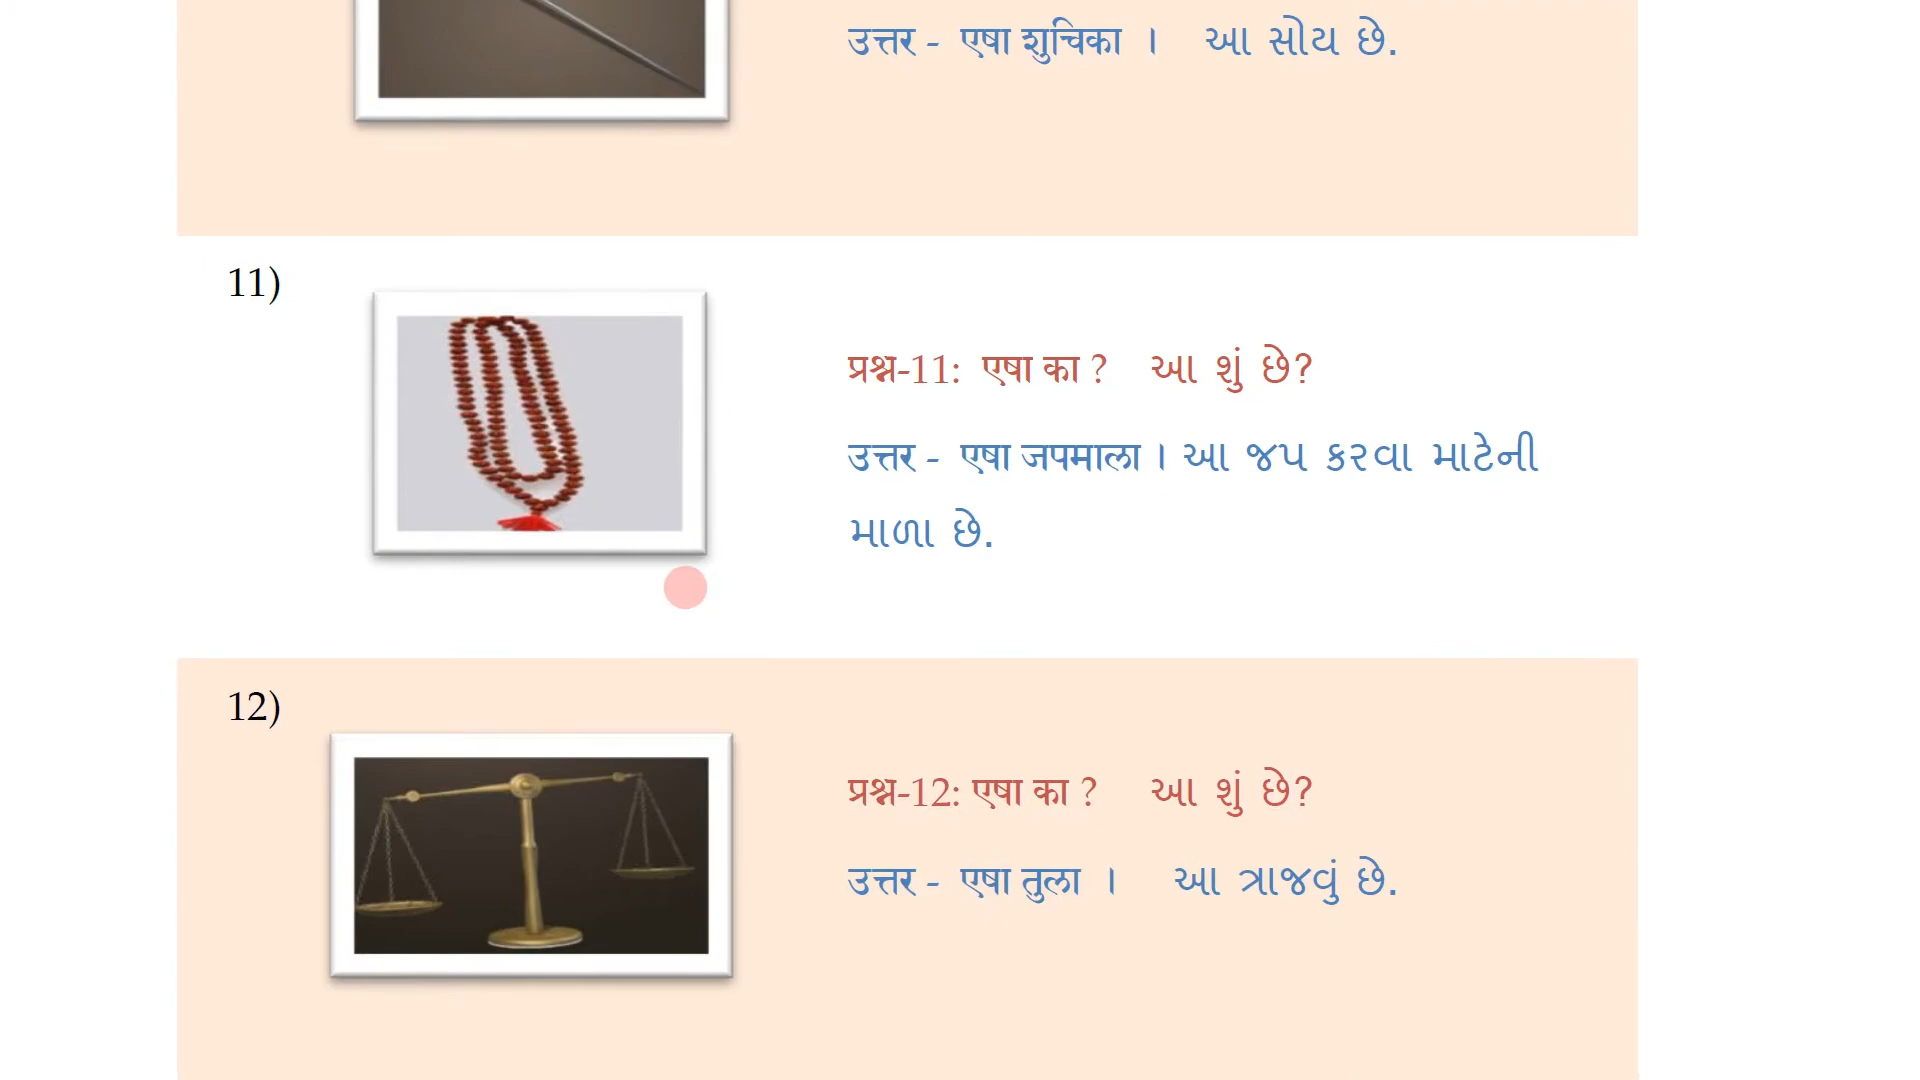 उत्तर - एषा शुचिका । આ સોય છે.
11)
प्रश्न-11: एषा का ? આ શું છે?
उत्तर - एषा जपमाला । આ જપ કરવા માટેની
માળા છે.
12)
प्रश्न-12: एषा का ? આ શું છે?
उत्तर - एषा तुला । આ ત્રાજવું છે.